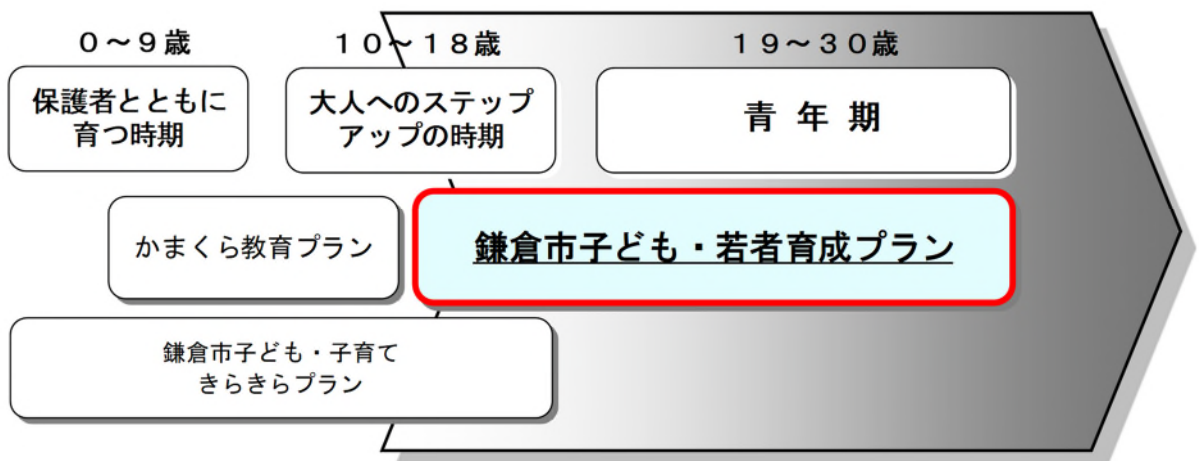 ０～９歳
１０～１８歳
１９～３０歳
保護者とともに
育つ時期
大人へのステップ
アップの時期
青 年 期
かまくら教育プラン
鎌倉市子ども・若者育成プラン
鎌倉市子ども・子育て
きらきらプラン